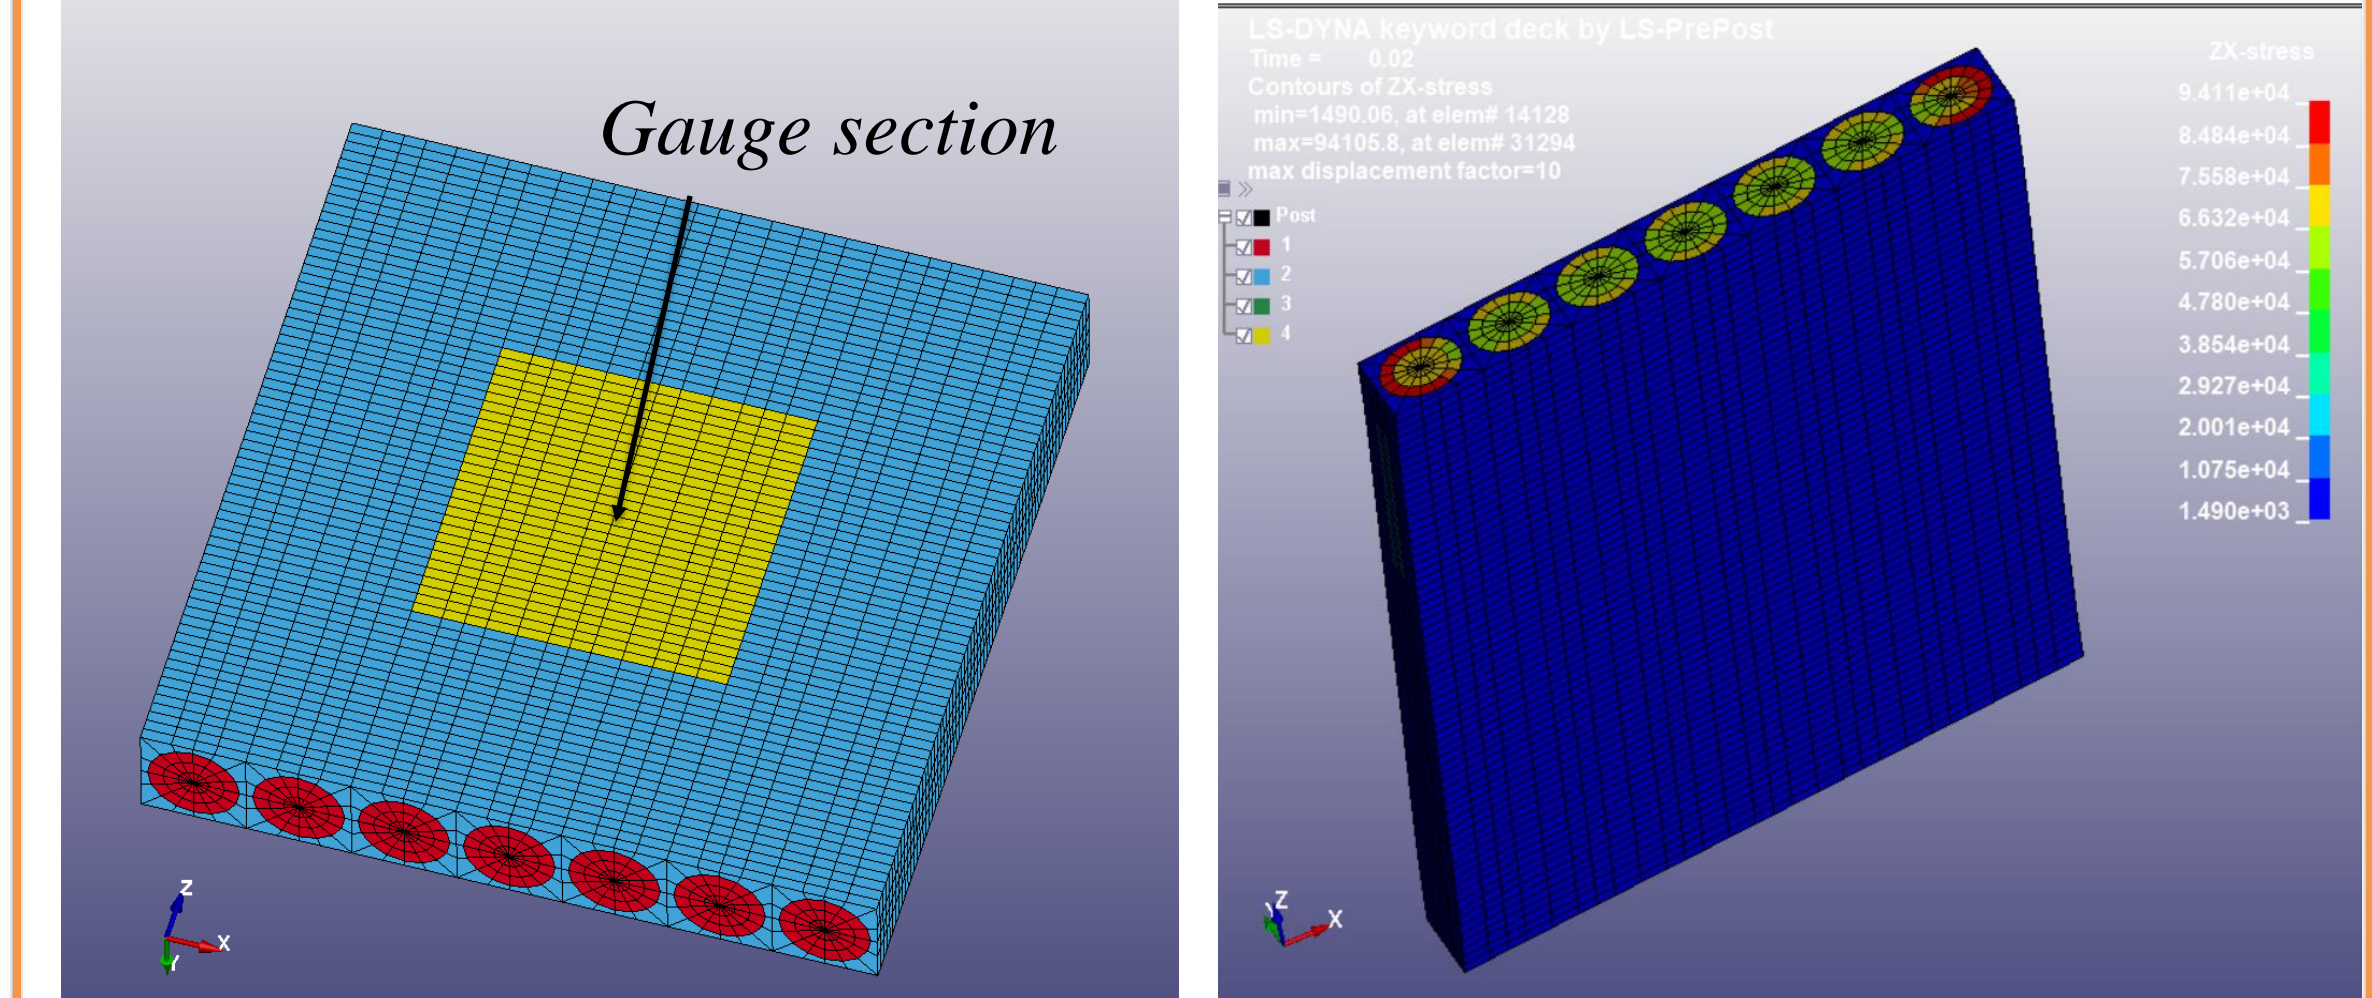 Gauge section
Z
X
Y
LS-DYNA keyword deck by LS-PrePost
Time = 0.02
Contours of ZX-stress
min=1490.06, at elem# 14128
max=94105.8, at elem# 31294
max displacement factor=10
Post
1
2
3
4
ZX-stress
9.411e+04
8.484e+04
7.558e+04
6.632e+04
5.706e+04
4.780e+04
3.854e+04
2.927e+04
2.001e+04
1.075e+04
1.490e+03
Z
X